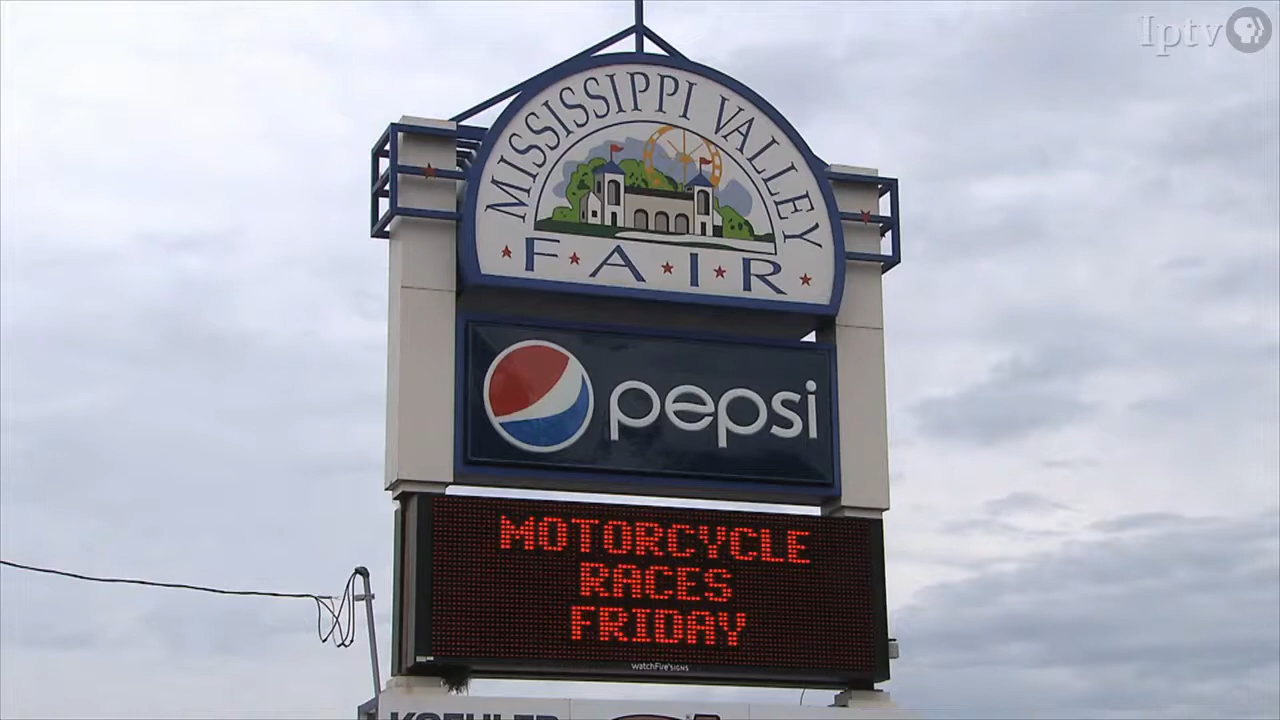 Iptv
MISSISSIPPI VALLEY
FAIR
pepsi
MOTORCYCLE
RACES
FRIDAY
watchFire SIGNS